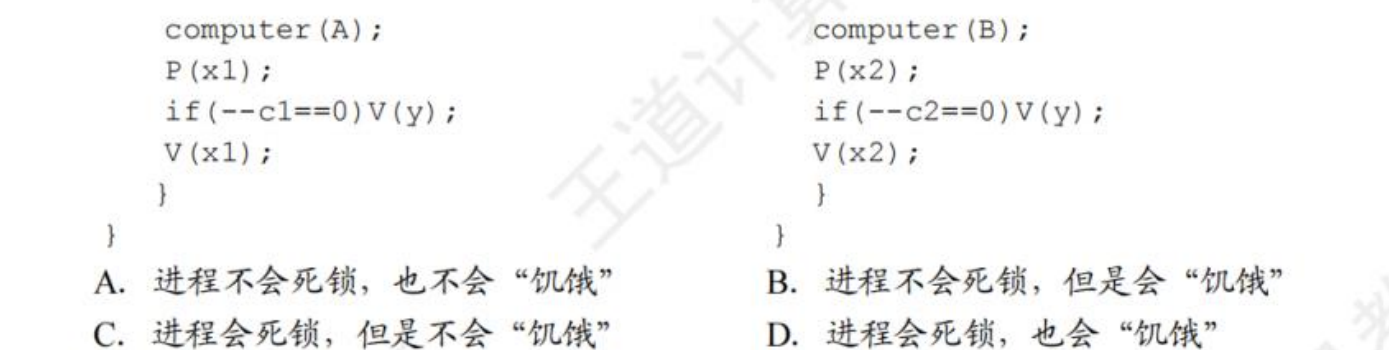 computer(A); computer(B);
P(x1); P(x2);
if(--c1==0)V(y); if(--c2==0)V(y);
V(x1); V(x2);
} }
} }
A. 进程不会死锁，也不会“饥饿” B. 进程不会死锁，但是会“饥饿”
C. 进程会死锁，但是不会“饥饿” D. 进程会死锁，也会“饥饿”
王道计算